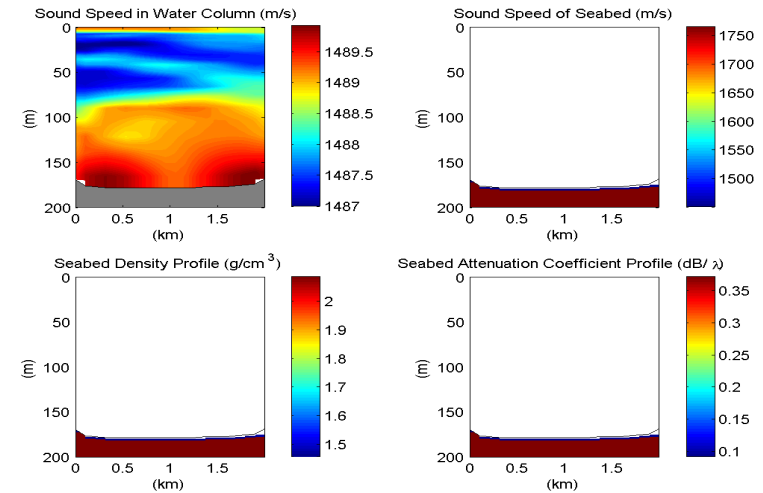 Sound Speed in Water Column (m/s)
0
50
100
150
200
(m)
0 0.5 1 1.5
(km)
1489.5
1489
1488.5
1488
1487.5
1487
Sound Speed of Seabed (m/s)
0
50
100
150
200
(m)
0 0.5 1 1.5
(km)
1750
1700
1650
1600
1550
1500
Seabed Density Profile (g/cm³)
0
50
100
150
200
(m)
0 0.5 1 1.5
(km)
2
1.9
1.8
1.7
1.6
1.5
Seabed Attenuation Coefficient Profile (dB/ λ)
0
50
100
150
200
(m)
0 0.5 1 1.5
(km)
0.35
0.3
0.25
0.2
0.15
0.1